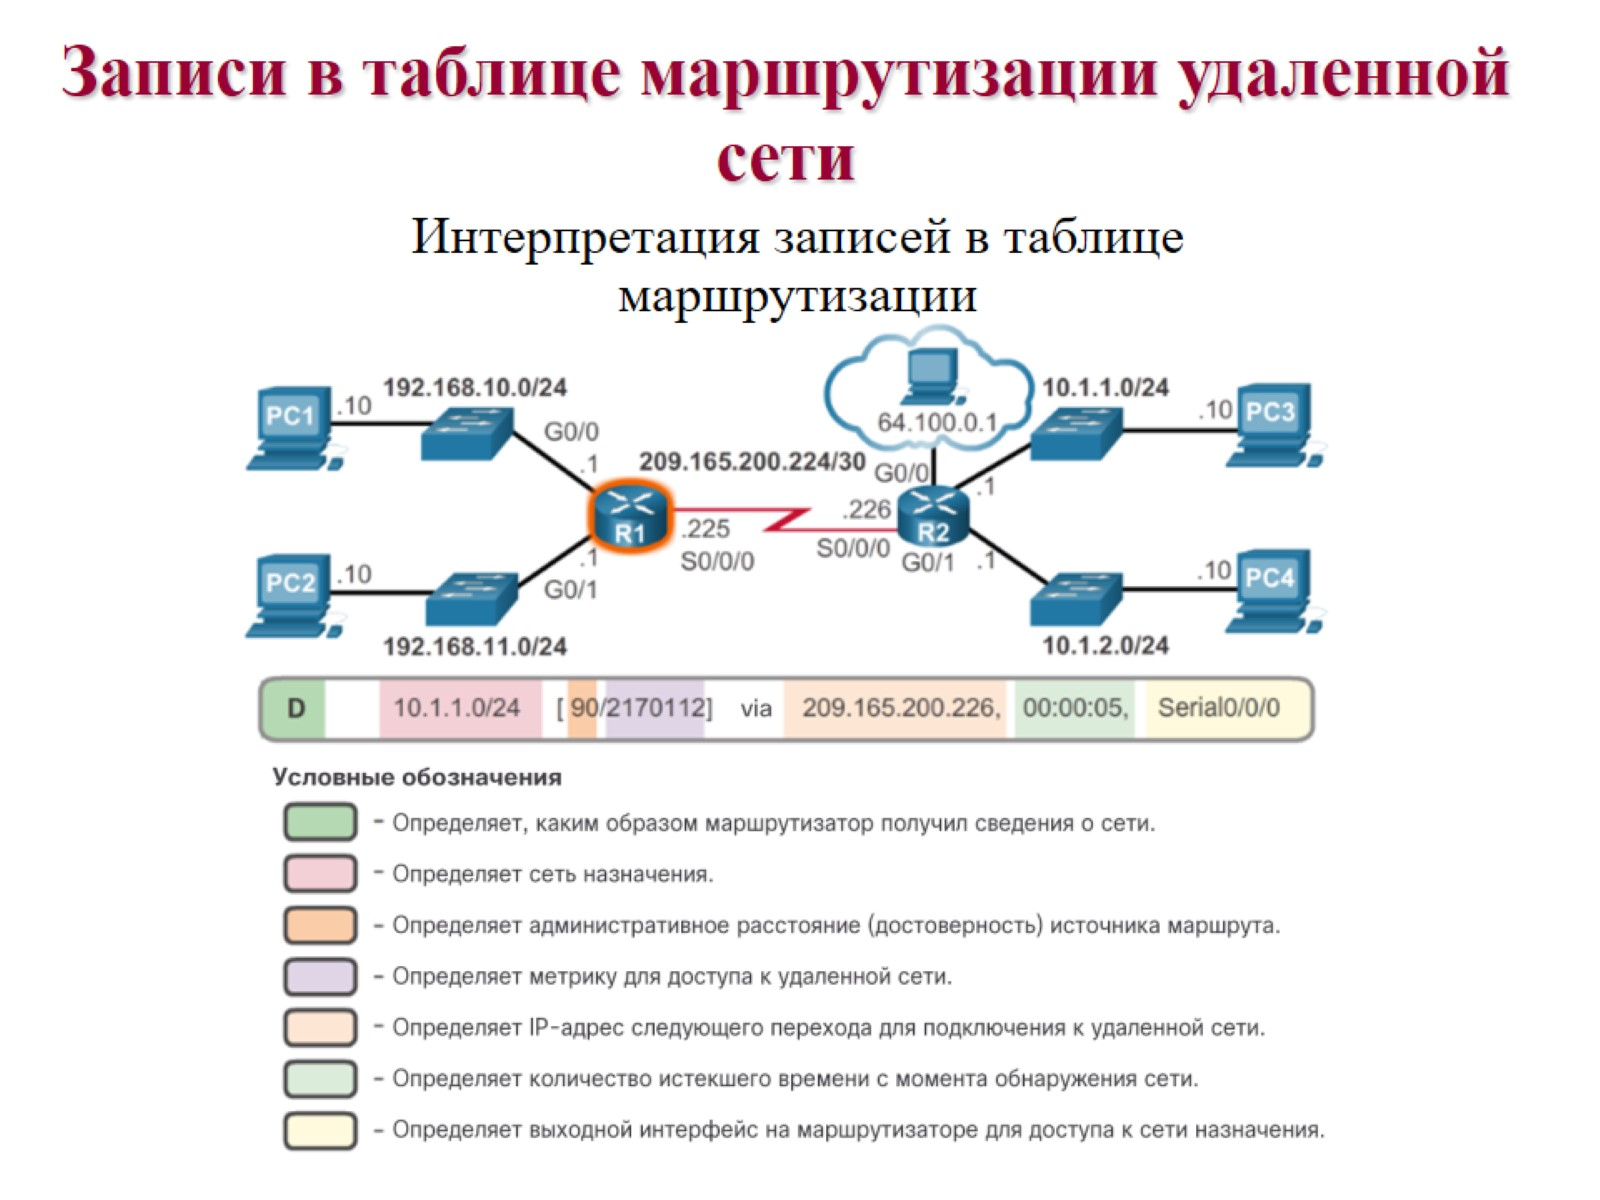 Записи в таблице маршрутизации удаленной
сети
Интерпретация записей в таблице
маршрутизации
PC1
.10
192.168.10.0/24
G0/0
.1
209.165.200.224/30
64.100.0.1
G0/0
10.1.1.0/24
.10
PC3
.1
R1
.225
S0/0/0
.226
S0/0/0
R2
G0/1
.1
.1
G0/1
PC2
.10
192.168.11.0/24
.10
PC4
10.1.2.0/24
D 10.1.1.0/24 [ 90/2170112] via 209.165.200.226, 00:00:05, Serial0/0/0
Условные обозначения
- Определяет, каким образом маршрутизатор получил сведения о сети.
- Определяет сеть назначения.
- Определяет административное расстояние (достоверность) источника маршрута.
- Определяет метрику для доступа к удаленной сети.
- Определяет IP-адрес следующего перехода для подключения к удаленной сети.
- Определяет количество истекшего времени с момента обнаружения сети.
- Определяет выходной интерфейс на маршрутизаторе для доступа к сети назначения.